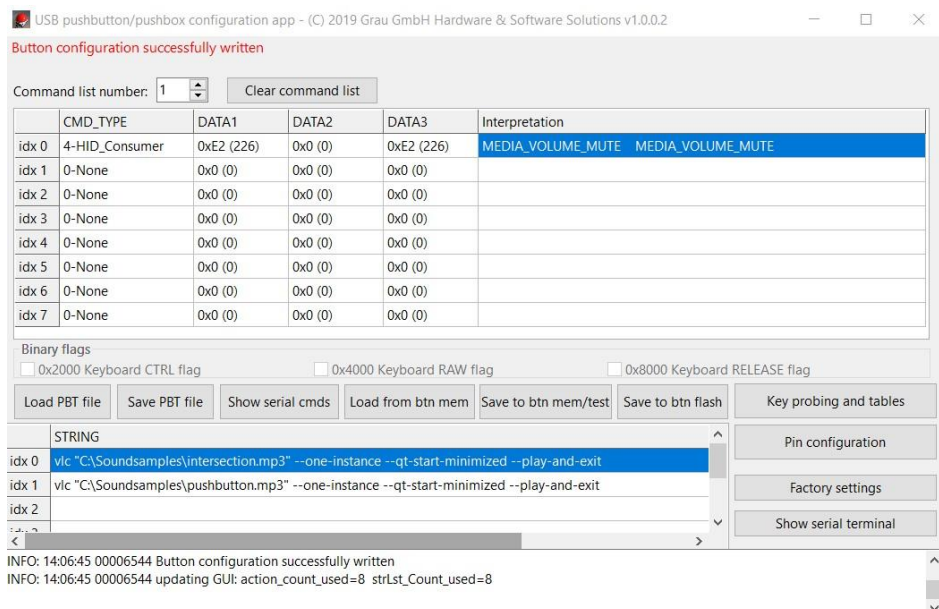 USB pushbutton/pushbox configuration app - (C) 2019 Grau GmbH Hardware & Software Solutions v1.0.0.2
Button configuration successfully written
Command list number: 1 Clear command list
CMD_TYPE DATA1 DATA2 DATA3 Interpretation
idx 0 4-HID_Consumer 0xE2 (226) 0x0 (0) 0xE2 (226) MEDIA_VOLUME_MUTE MEDIA_VOLUME_MUTE
idx 1 0-None 0x0 (0) 0x0 (0) 0x0 (0)
idx 2 0-None 0x0 (0) 0x0 (0) 0x0 (0)
idx 3 0-None 0x0 (0) 0x0 (0) 0x0 (0)
idx 4 0-None 0x0 (0) 0x0 (0) 0x0 (0)
idx 5 0-None 0x0 (0) 0x0 (0) 0x0 (0)
idx 6 0-None 0x0 (0) 0x0 (0) 0x0 (0)
idx 7 0-None 0x0 (0) 0x0 (0) 0x0 (0)
Binary flags
0x2000 Keyboard CTRL flag 0x4000 Keyboard RAW flag 0x8000 Keyboard RELEASE flag
Load PBT file Save PBT file Show serial cmds Load from btn mem Save to btn mem/test Save to btn flash Key probing and tables
STRING
Pin configuration
idx 0 vlc "C:\Soundsamples\intersection.mp3" --one-instance --qt-start-minimized --play-and-exit
idx 1 vlc "C:\Soundsamples\pushbutton.mp3" --one-instance --qt-start-minimized --play-and-exit
Factory settings
idx 2
Show serial terminal
INFO: 14:06:45 00006544 Button configuration successfully written
INFO: 14:06:45 00006544 updating GUI: action_count_used=8 strLst_Count_used=8